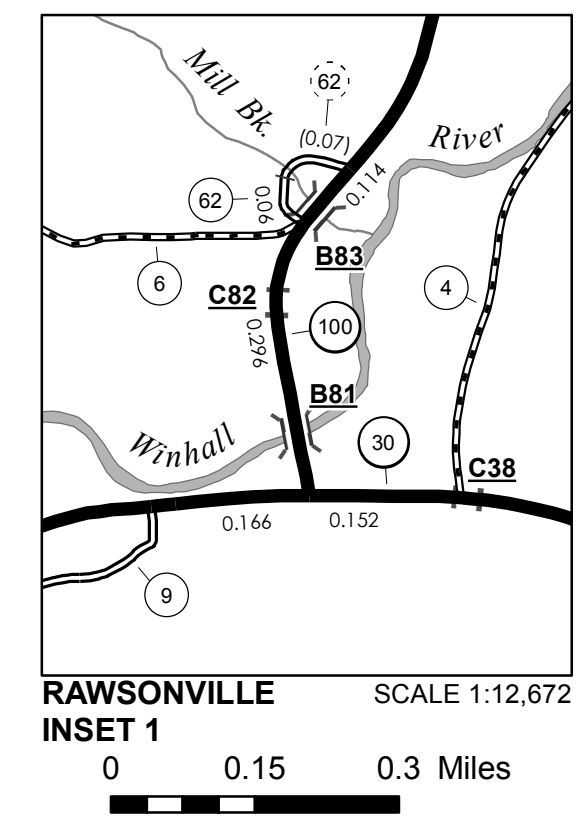 Mill Bk.
62
(0.07)
River
0.114
62
0.06
B83
6
C82
4
100
0.296
B81
Winhall
30
C38
0.166
0.152
9
RAWSONVILLE
SCALE 1:12,672
INSET 1
0 0.15 0.3 Miles